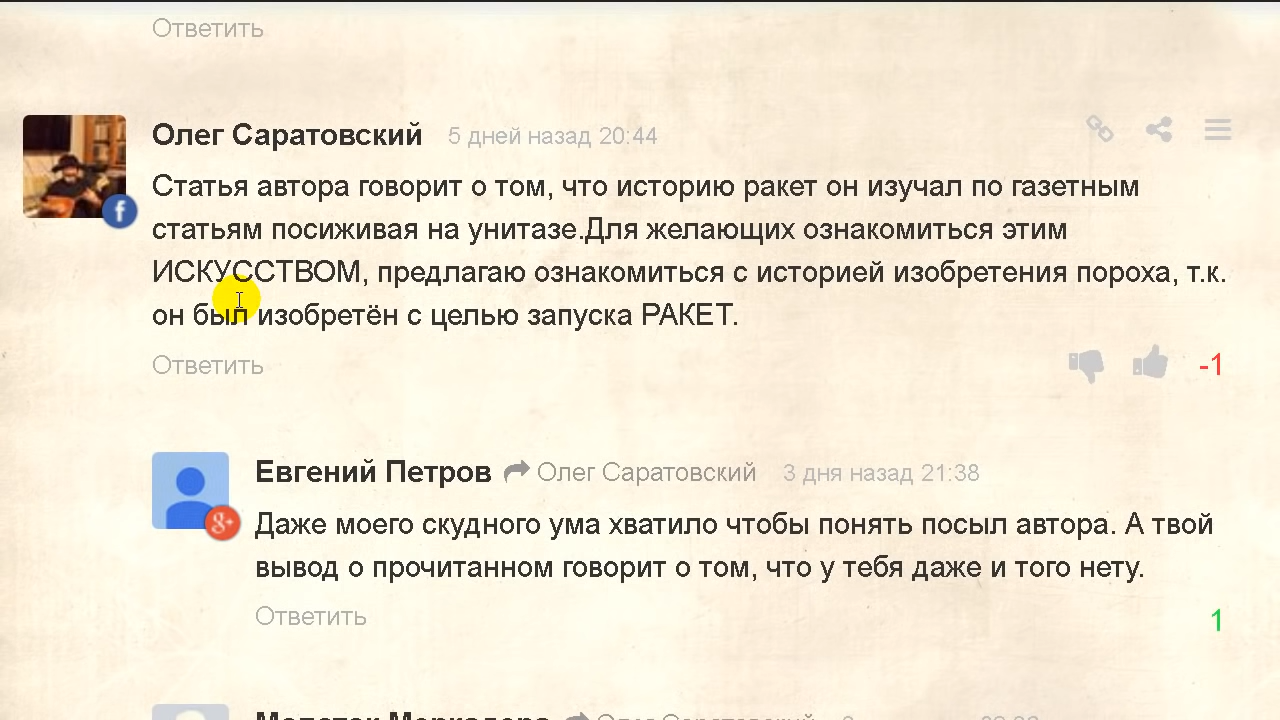 Ответить
Олег Саратовский 5 дней назад 20:44
Статья автора говорит о том, что историю ракет он изучал по газетным
статьям посиживая на унитазе.Для желающих ознакомиться этим
ИСКУССТВОМ, предлагаю ознакомиться с историей изобретения пороха, т.к.
он был изобретён с целью запуска РАКЕТ.
Ответить -1
Евгений Петров Олег Саратовский 3 дня назад 21:38
Даже моего скудного ума хватило чтобы понять посыл автора. А твой
вывод о прочитанном говорит о том, что у тебя даже и того нету.
Ответить 1
Олег Саратовский